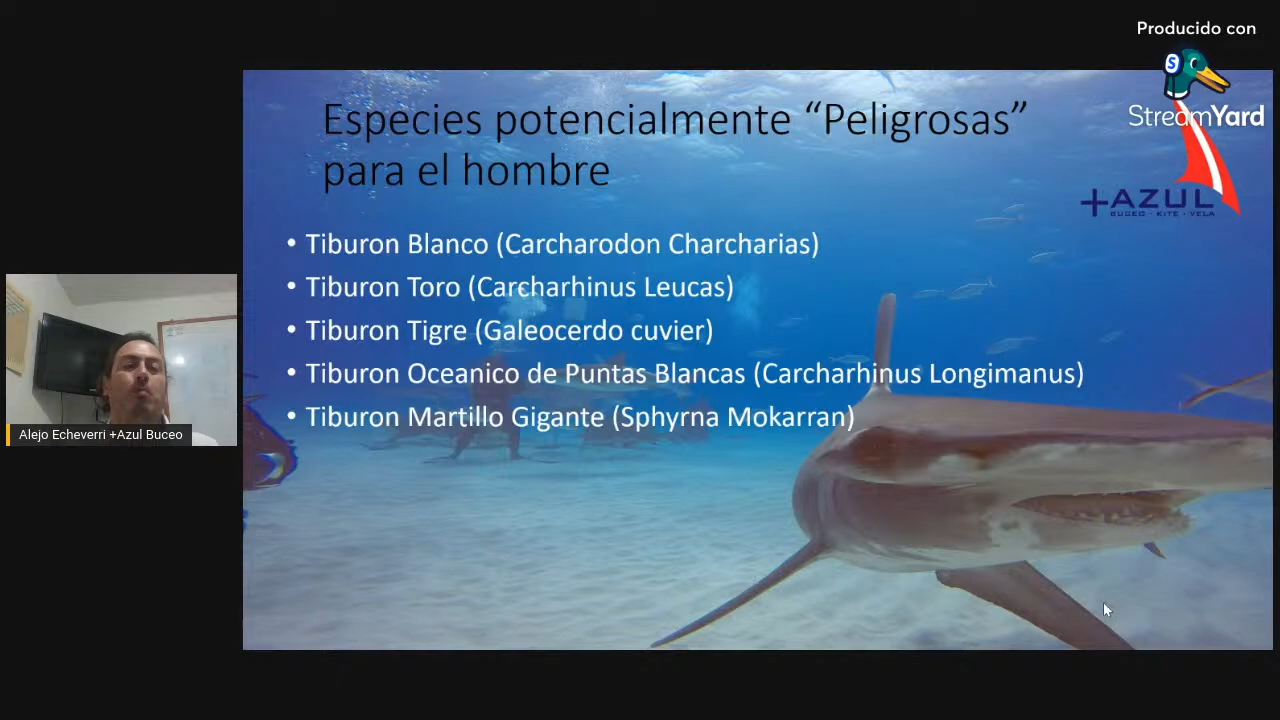 Producido con
StreamYard
Especies potencialmente “Peligrosas”
para el hombre
+AZUL
BUCEO - KITE - VELA
• Tiburon Blanco (Carcharodon Charcharias)
• Tiburon Toro (Carcharhinus Leucas)
• Tiburon Tigre (Galeocerdo cuvier)
• Tiburon Oceanico de Puntas Blancas (Carcharhinus Longimanus)
• Tiburon Martillo Gigante (Sphyrna Mokarran)
Alejo Echeverri +Azul Buceo